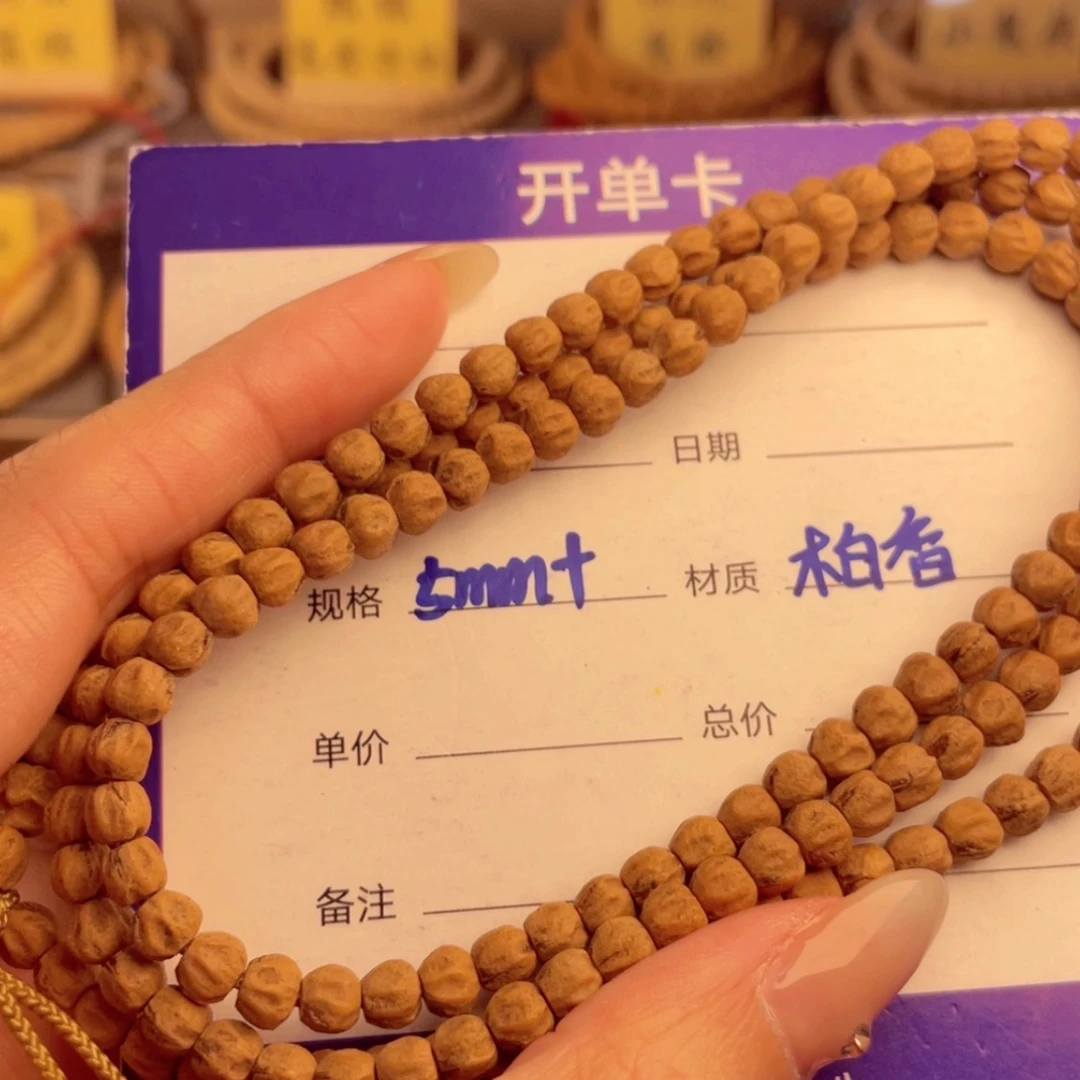 开单卡
日期
规格 5mm+ 材质 柏香
单价 总价
备注